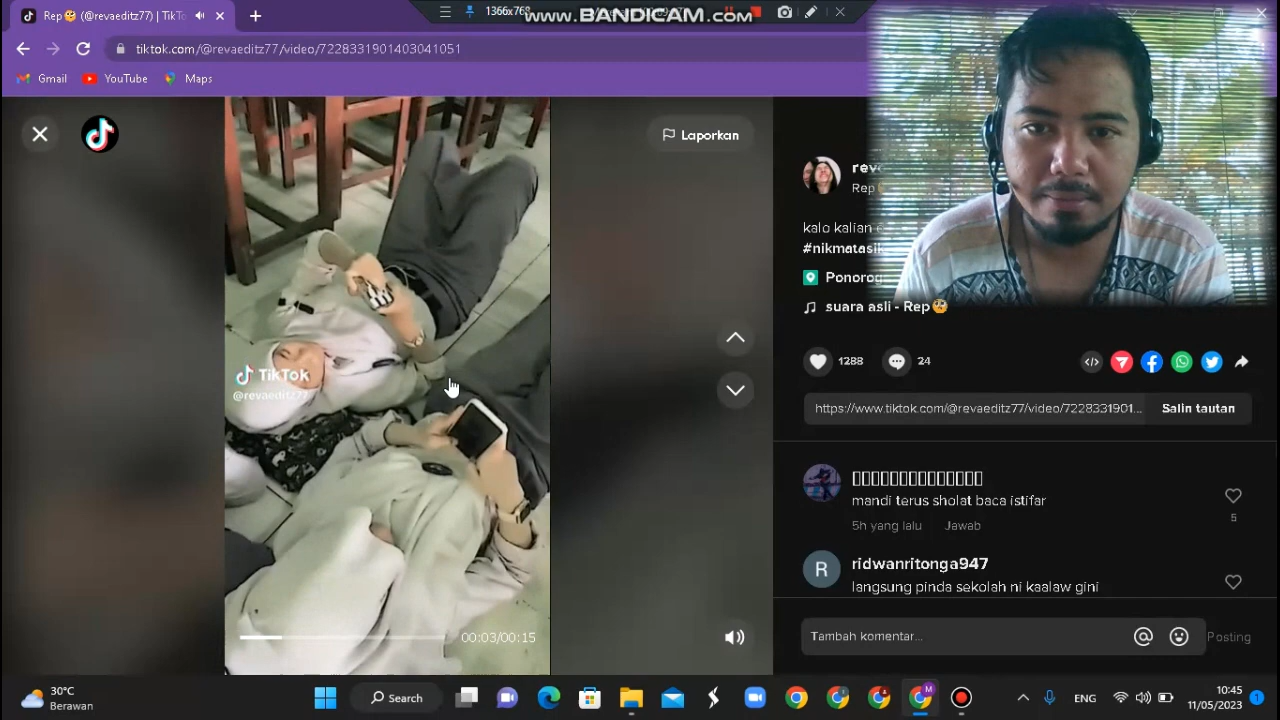 Rep🤔 (@revaeditz77) | TikTo
1366x768
www.BANDICAM.com
tiktok.com/@revaeditz77/video/7228331901403041051
Gmail
YouTube
Maps
Laporkan
TikTok
@revaeditz77
00:03/00:15
Rep
kalo kalian
Ponorog
suara asli - Rep🤔
1288
24
https://www.tiktok.com/@revaeditz77/video/7228331901...
Salin tautan
mandi terus sholat baca istifar
5h yang lalu
Jawab
5
R
ridwanritonga947
langsung pinda sekolah ni kaalaw gini
Tambah komentar...
Posting
30°C
Berawan
Search
M
ENG
10:45
11/05/2023
1